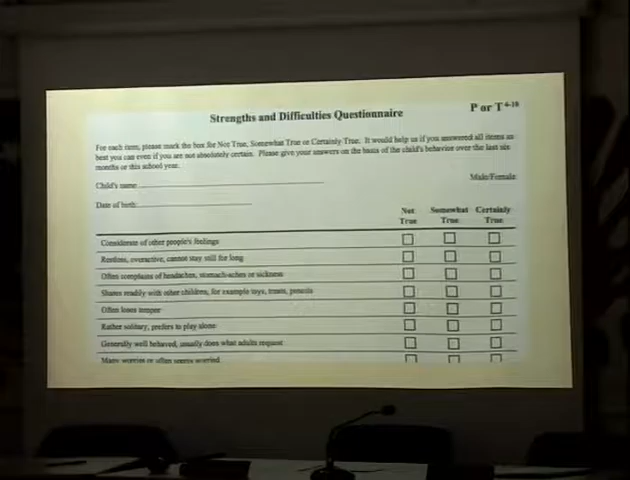 Strengths and Difficulties Questionnaire
P or T 4-16
For each item, please mark the box for Not True, Somewhat True or Certainly True. It would help us if you answered all items as
best you can even if you are not absolutely certain. Please give your answers on the basis of the child's behavior over the last six
months or this school year.
Child's name
Male/Female
Date of birth
Not True
Somewhat True
Certainly True
Considerate of other people's feelings
Restless, overactive, cannot stay still for long
Often complains of headaches, stomach-aches or sickness
Shares readily with other children, for example toys, treats, pencils
Often loses temper
Rather solitary, prefers to play alone
Generally well behaved, usually does what adults request
Many worries or often seems worried